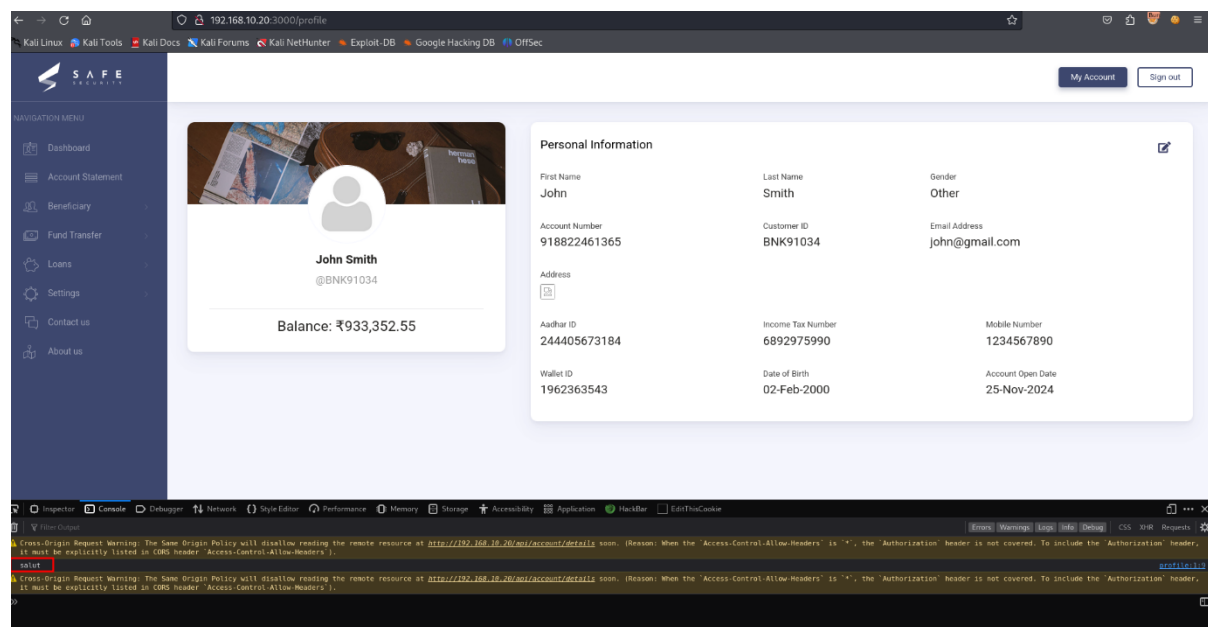 192.168.10.20:3000/profile
Kali Linux Kali Tools Kali Docs Kali Forums Kali NetHunter Exploit-DB Google Hacking DB OffSec
SAFE
SECURITY
My Account Sign out
NAVIGATION MENU
Dashboard
Account Statement
Beneficiary
Fund Transfer
Loans
Settings
Contact us
About us
herman
hesse
John Smith
@BNK91034
Balance: ₹933,352.55
Personal Information
First Name Last Name Gender
John Smith Other
Account Number Customer ID Email Address
918822461365 BNK91034 john@gmail.com
Address
Aadhar ID Income Tax Number Mobile Number
244405673184 6892975990 1234567890
Wallet ID Date of Birth Account Open Date
1962363543 02-Feb-2000 25-Nov-2024
Inspector Console Debugger Network Style Editor Performance Memory Storage Accessibility Application HackBar EditThisCookie
Filter Output Errors Warnings Logs Info Debug CSS XHR Requests
Cross-Origin Request Warning: The Same Origin Policy will disallow reading the remote resource at http://192.168.10.20/api/account/details soon. (Reason: When the `Access-Control-Allow-Headers` is `*`, the `Authorization` header is not covered. To include the `Authorization` header,
it must be explicitly listed in CORS header `Access-Control-Allow-Headers`).
salut profile:1:9
Cross-Origin Request Warning: The Same Origin Policy will disallow reading the remote resource at http://192.168.10.20/api/account/details soon. (Reason: When the `Access-Control-Allow-Headers` is `*`, the `Authorization` header is not covered. To include the `Authorization` header,
it must be explicitly listed in CORS header `Access-Control-Allow-Headers`).